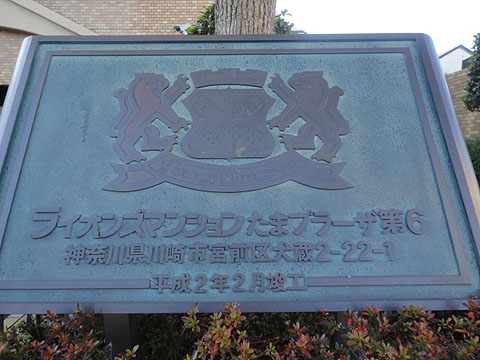 ライオンズマンションたまプラーザ第6
神奈川県川崎市宮前区犬蔵2-22-1
平成2年2月竣工